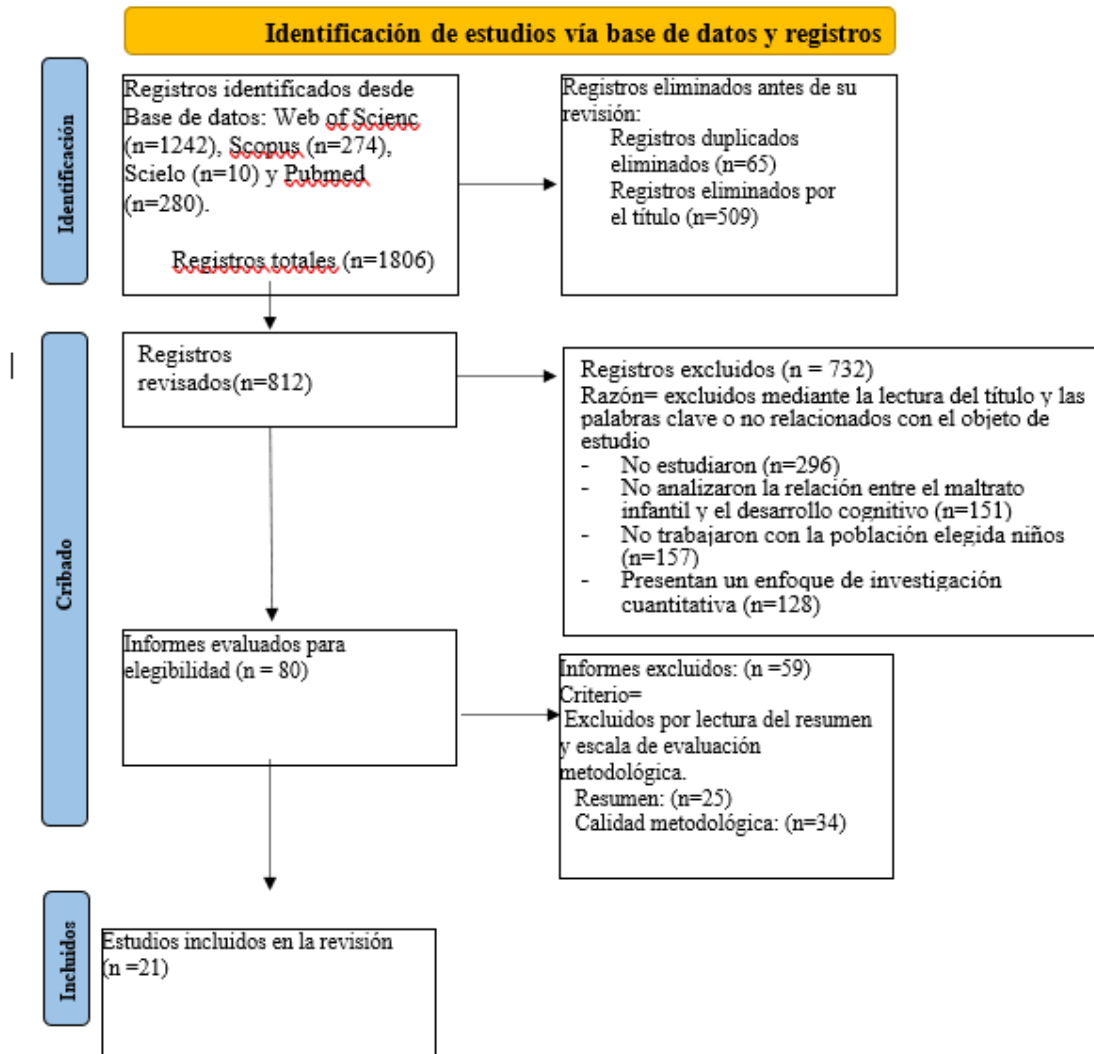 Identificación de estudios vía base de datos y registros
Identificación
Registros identificados desde
Base de datos: Web of Scienc
(n=1242), Scopus (n=274),
Scielo (n=10) y Pubmed
(n=280).
Registros totales (n=1806)
Registros eliminados antes de su
revisión:
Registros duplicados
eliminados (n=65)
Registros eliminados por
el título (n=509)
Cribado
Registros
revisados(n=812)
Registros excluidos (n = 732)
Razón= excluidos mediante la lectura del título y las
palabras clave o no relacionados con el objeto de
estudio
- No estudiaron (n=296)
- No analizaron la relación entre el maltrato
infantil y el desarrollo cognitivo (n=151)
- No trabajaron con la población elegida niños
(n=157)
- Presentan un enfoque de investigación
cuantitativa (n=128)
Informes evaluados para
elegibilidad (n = 80)
Informes excluidos: (n =59)
Criterio=
Excluidos por lectura del resumen
y escala de evaluación
metodológica.
Resumen: (n=25)
Calidad metodológica: (n=34)
Incluidos
Estudios incluidos en la revisión
(n =21)